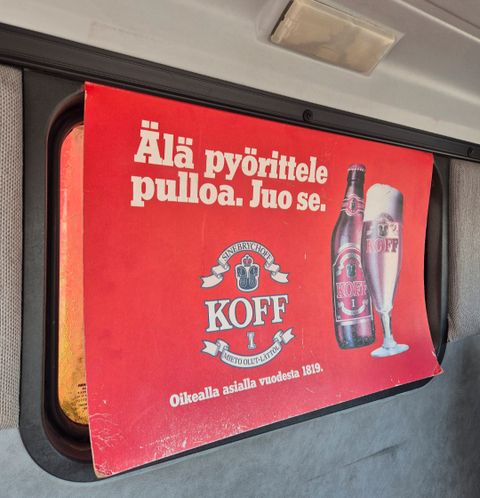 Älä pyörittele
pulloa. Juo se.
SINEBRYCHOFF
KOFF
I
MIETO OLUT-LÄTTÖL
Oikealla asialla vuodesta 1819.
KOFF
I
KOFF